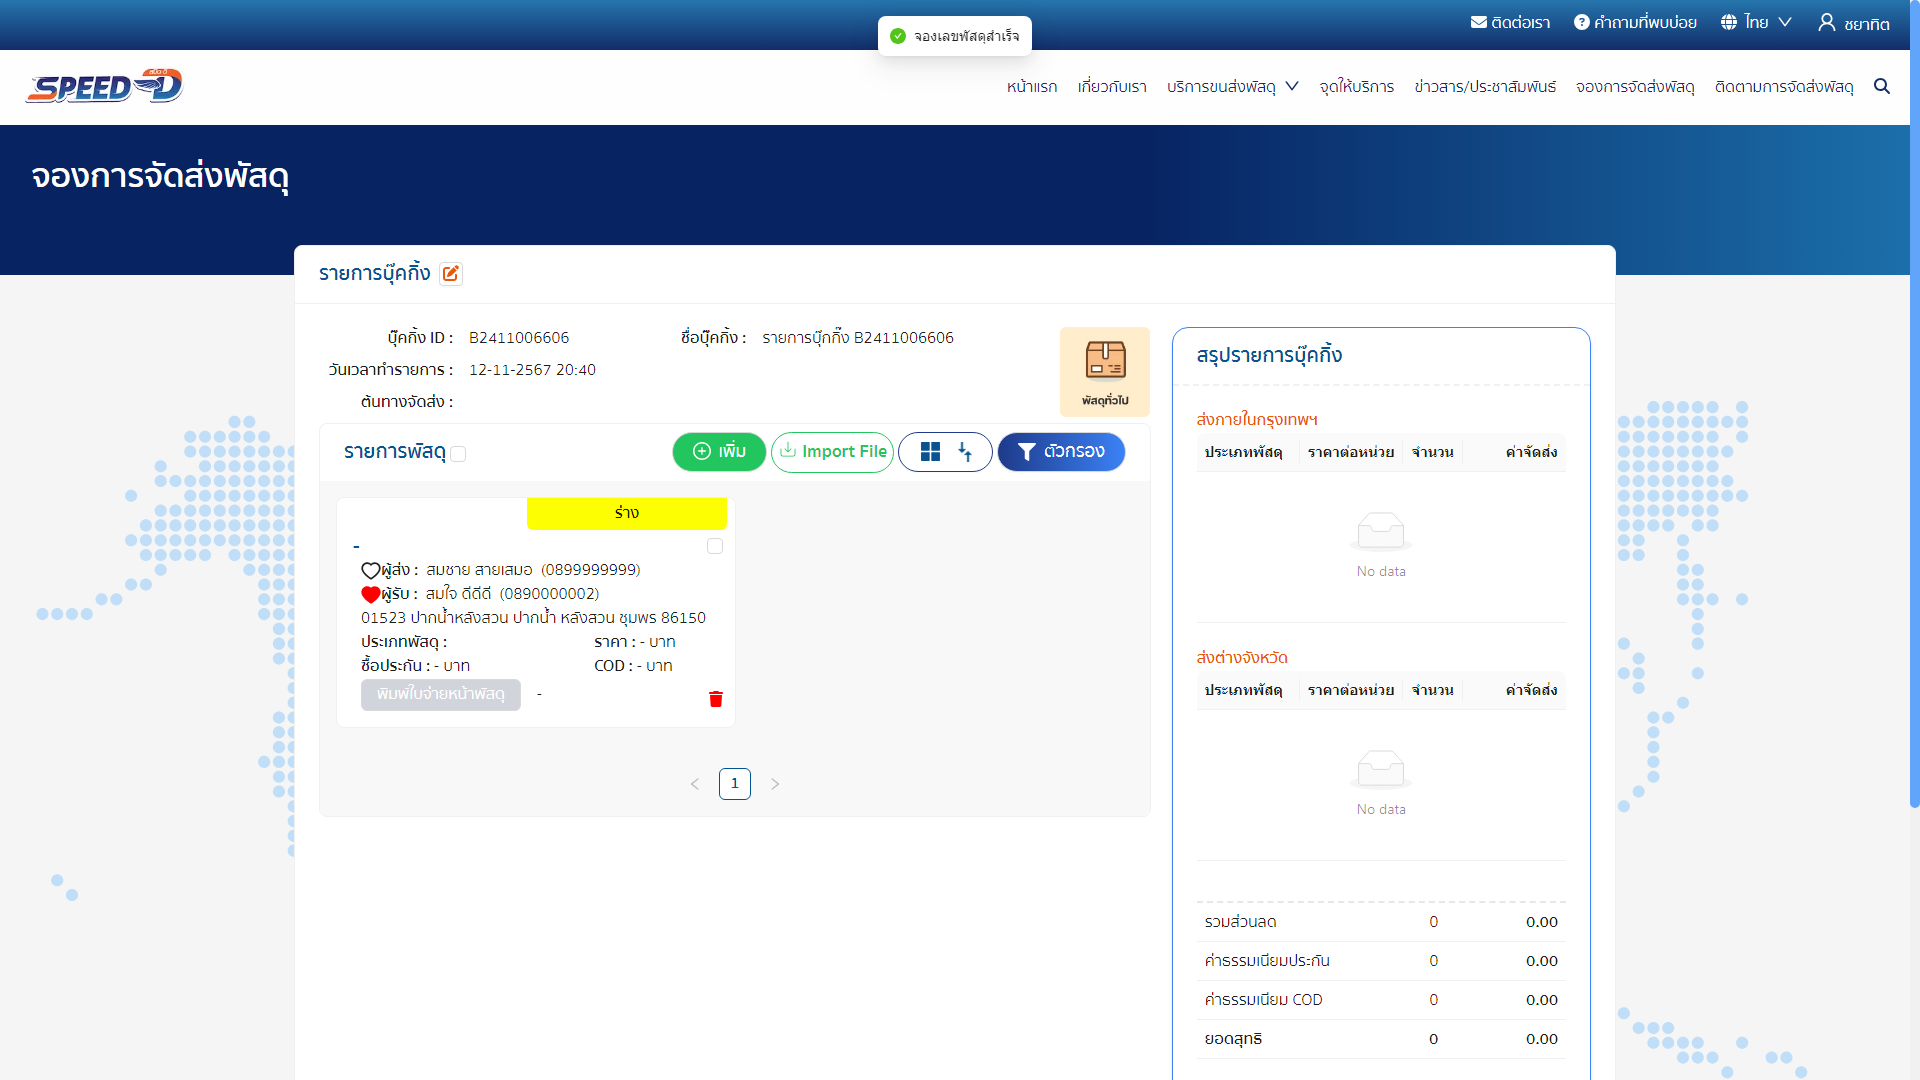 ติดต่อเรา
คำถามที่พบบ่อย
ไทย
ชยาทิต
จองเลขพัสดุสำเร็จ
สปีด-ดี
SPEED-D
หน้าแรก
เกี่ยวกับเรา
บริการขนส่งพัสดุ
จุดให้บริการ
ข่าวสาร/ประชาสัมพันธ์
จองการจัดส่งพัสดุ
ติดตามการจัดส่งพัสดุ
จองการจัดส่งพัสดุ
รายการบุ๊คกิ้ง
บุ๊คกิ้ง ID : B2411006606
ชื่อบุ๊คกิ้ง : รายการบุ๊กกิ๊ง B2411006606
วันเวลาทำรายการ : 12-11-2567 20:40
ต้นทางจัดส่ง :
พัสดุทั่วไป
รายการพัสดุ
เพิ่ม
Import File
ตัวกรอง
ร่าง
-
ผู้ส่ง : สมชาย สายเสมอ (0899999999)
ผู้รับ : สมใจ ดีดีดี (0890000002)
01523 ปากน้ำหลังสวน ปากน้ำ หลังสวน ชุมพร 86150
ประเภทพัสดุ : ราคา : - บาท
ซื้อประกัน : - บาท COD : - บาท
พิมพ์ใบจ่ายหน้าพัสดุ -
1
สรุปรายการบุ๊คกิ้ง
ส่งภายในกรุงเทพฯ
ประเภทพัสดุ ราคาต่อหน่วย จำนวน ค่าจัดส่ง
No data
ส่งต่างจังหวัด
ประเภทพัสดุ ราคาต่อหน่วย จำนวน ค่าจัดส่ง
No data
รวมส่วนลด 0 0.00
ค่าธรรมเนียมประกัน 0 0.00
ค่าธรรมเนียม COD 0 0.00
ยอดสุทธิ 0 0.00